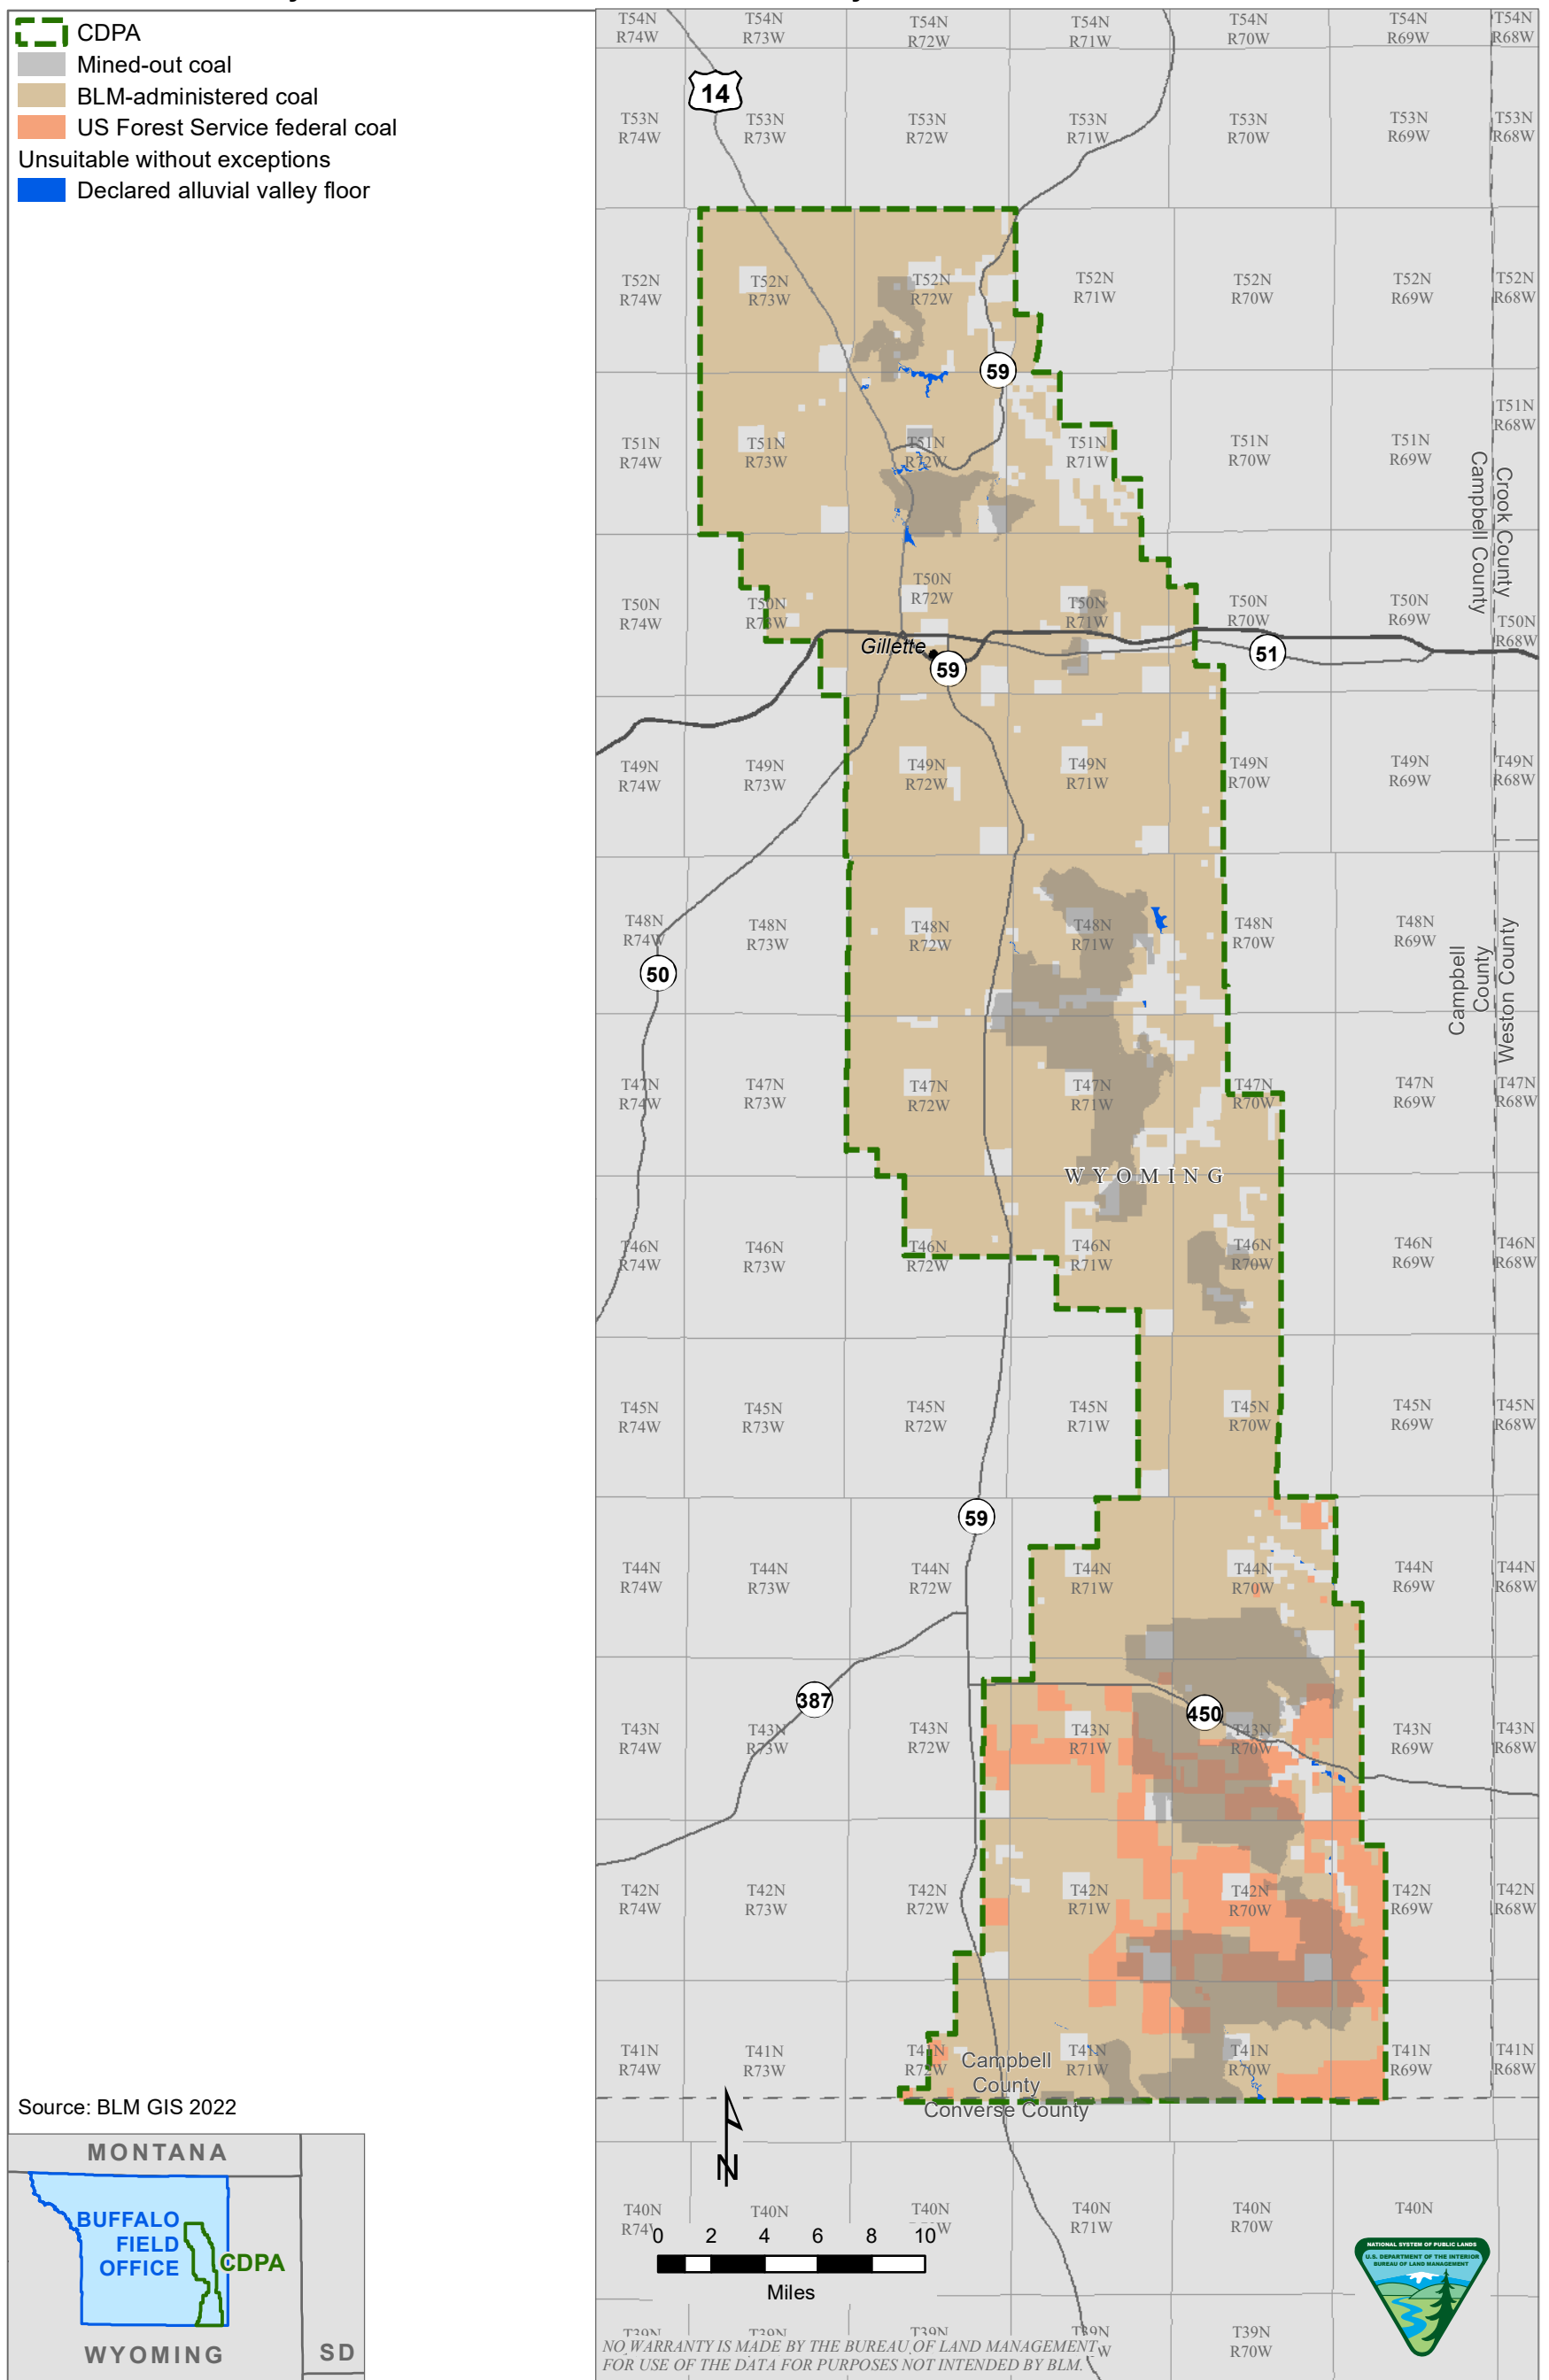 CDPA
Mined-out coal
BLM-administered coal
US Forest Service federal coal
Unsuitable without exceptions
Declared alluvial valley floor
T54N T54N T54N T54N T54N T54N T54N
R74W R73W R72W R71W R70W R69W R68W
14
T53N T53N T53N T53N T53N T53N T53N
R74W R73W R72W R71W R70W R69W R68W
T52N T52N T52N T52N T52N T52N T52N
R74W R73W R72W R71W R70W R69W R68W
59
T51N T51N T51N T51N T51N T51N T51N
R74W R73W R72W R71W R70W R69W R68W
Campbell County
Crook County
T50N T50N T50N T50N T50N T50N T50N
R74W R73W R72W R71W R70W R69W R68W
Gillette
59
51
T49N T49N T49N T49N T49N T49N T49N
R74W R73W R72W R71W R70W R69W R68W
T48N T48N T48N T48N T48N T48N
R74W R73W R72W R71W R70W R69W
50
Campbell
County
Weston County
T47N T47N T47N T47N T47N T47N T47N
R74W R73W R72W R71W R70W R69W R68W
WYOMING
T46N T46N T46N T46N T46N T46N T46N
R74W R73W R72W R71W R70W R69W R68W
T45N T45N T45N T45N T45N T45N T45N
R74W R73W R72W R71W R70W R69W R68W
59
T44N T44N T44N T44N T44N T44N T44N
R74W R73W R72W R71W R70W R69W R68W
387
450
T43N T43N T43N T43N T43N T43N T43N
R74W R73W R72W R71W R70W R69W R68W
T42N T42N T42N T42N T42N T42N T42N
R74W R73W R72W R71W R70W R69W R68W
T41N T41N T41N T41N T41N T41N T41N
R74W R73W R72W R71W R70W R69W R68W
Campbell
County
Converse County
N
T40N T40N T40N T40N T40N T40N
R71W R70W
0 2 4 6 8 10
Miles
T39N
R70W
NO WARRANTY IS MADE BY THE BUREAU OF LAND MANAGEMENT
FOR USE OF THE DATA FOR PURPOSES NOT INTENDED BY BLM.
NATIONAL SYSTEM OF PUBLIC LANDS
U.S. DEPARTMENT OF THE INTERIOR
BUREAU OF LAND MANAGEMENT
Source: BLM GIS 2022
MONTANA
BUFFALO
FIELD
OFFICE
CDPA
WYOMING
SD